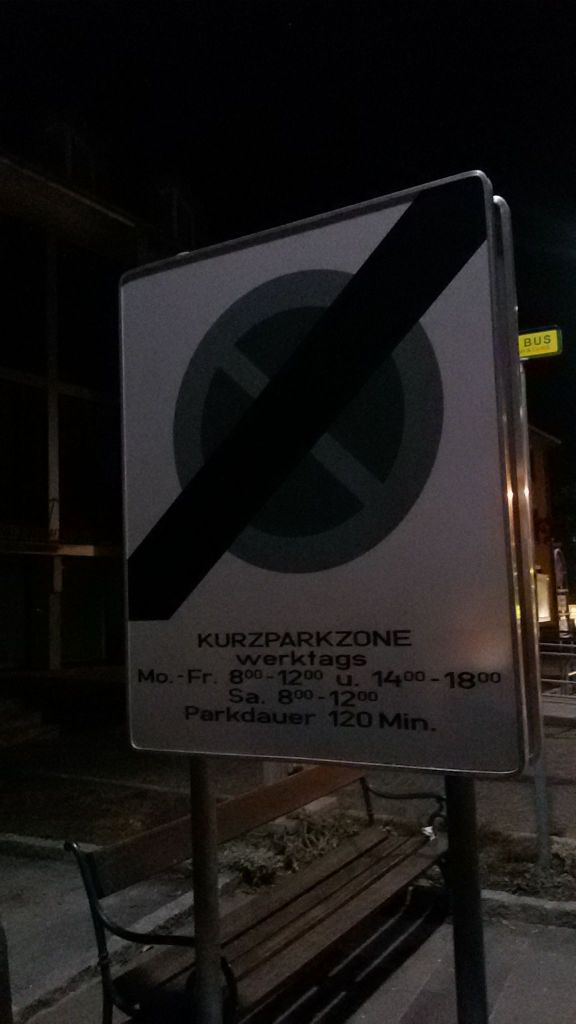 BUS
KURZPARKZONE
werktags
Mo.-Fr. 8⁰⁰-12⁰⁰ u. 14⁰⁰-18⁰⁰
Sa. 8⁰⁰-12⁰⁰
Parkdauer 120 Min.